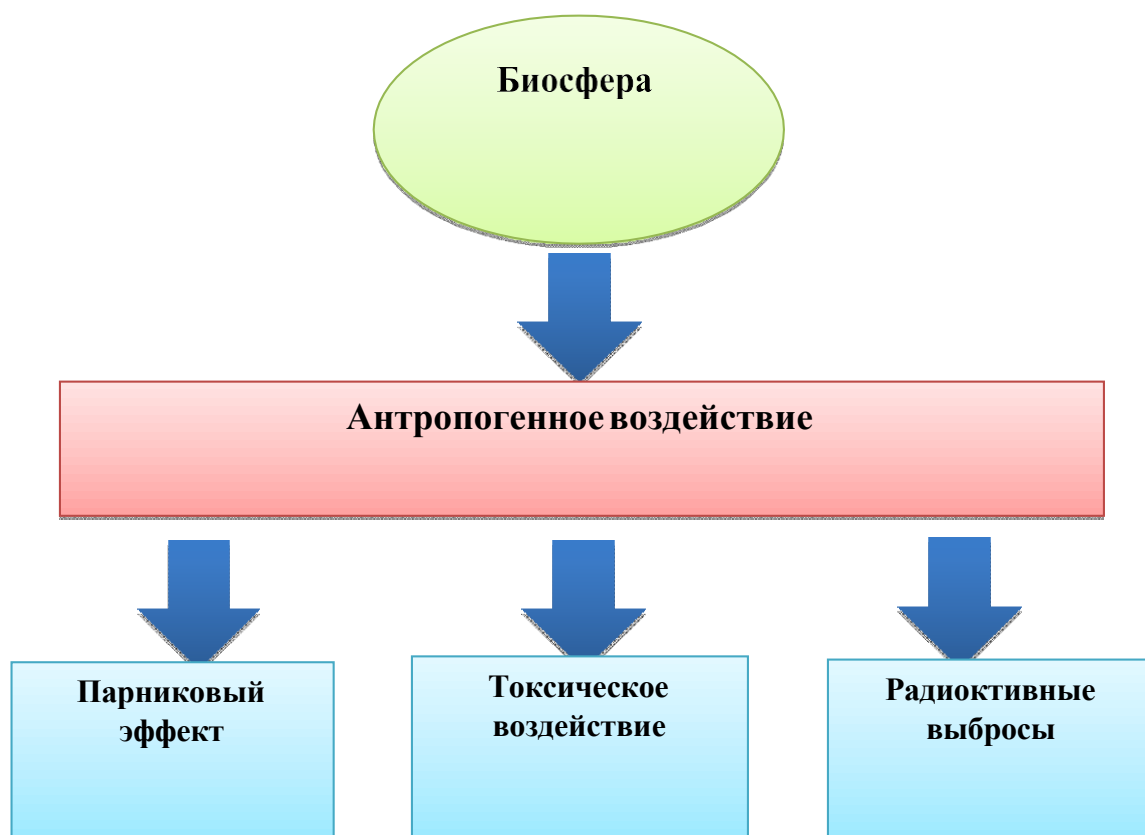 Биосфера
Антропогенное воздействие
Парниковый
эффект
Токсическое
воздействие
Радиоктивные
выбросы